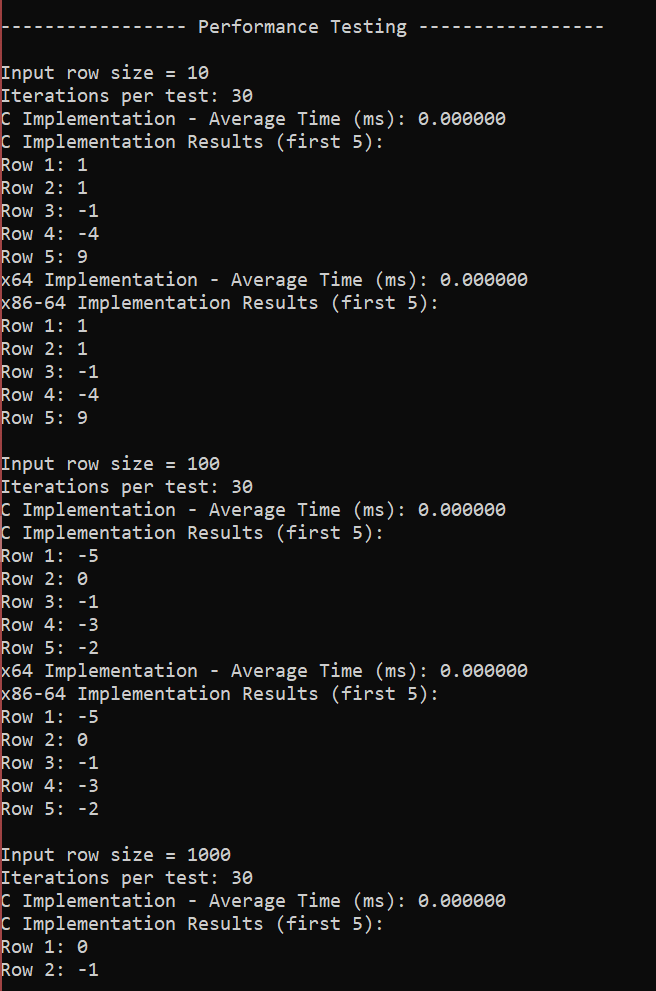 ----------------- Performance Testing -----------------
Input row size = 10
Iterations per test: 30
C Implementation - Average Time (ms): 0.000000
C Implementation Results (first 5):
Row 1: 1
Row 2: 1
Row 3: -1
Row 4: -4
Row 5: 9
x64 Implementation - Average Time (ms): 0.000000
x86-64 Implementation Results (first 5):
Row 1: 1
Row 2: 1
Row 3: -1
Row 4: -4
Row 5: 9
Input row size = 100
Iterations per test: 30
C Implementation - Average Time (ms): 0.000000
C Implementation Results (first 5):
Row 1: -5
Row 2: 0
Row 3: -1
Row 4: -3
Row 5: -2
x64 Implementation - Average Time (ms): 0.000000
x86-64 Implementation Results (first 5):
Row 1: -5
Row 2: 0
Row 3: -1
Row 4: -3
Row 5: -2
Input row size = 1000
Iterations per test: 30
C Implementation - Average Time (ms): 0.000000
C Implementation Results (first 5):
Row 1: 0
Row 2: -1